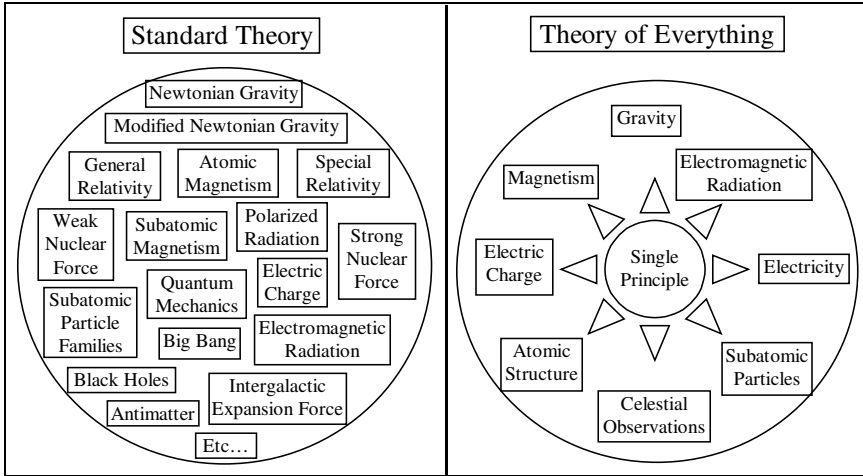 Standard Theory
Newtonian Gravity
Modified Newtonian Gravity
General
Relativity
Atomic
Magnetism
Special
Relativity
Weak
Nuclear
Force
Subatomic
Magnetism
Polarized
Radiation
Strong
Nuclear
Force
Quantum
Mechanics
Electric
Charge
Subatomic
Particle
Families
Big Bang
Electromagnetic
Radiation
Black Holes
Intergalactic
Expansion Force
Antimatter
Etc…
Theory of Everything
Gravity
Magnetism
Electromagnetic
Radiation
Electric
Charge
Single
Principle
Electricity
Atomic
Structure
Subatomic
Particles
Celestial
Observations